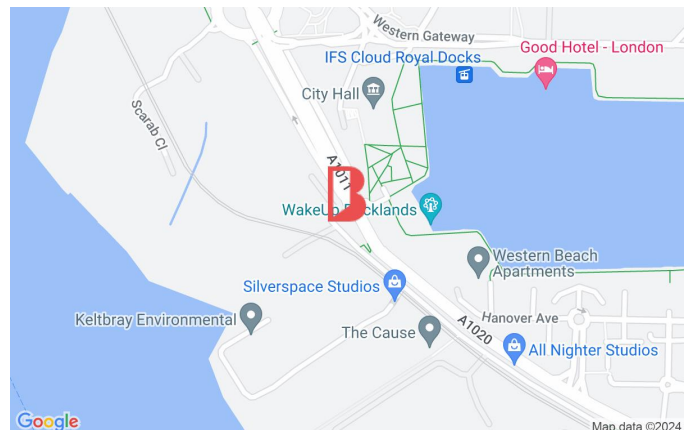 Western Gateway
IFS Cloud Royal Docks
Good Hotel - London
City Hall
Scarab Cl
A1011
B
WakeUp Docklands
Western Beach
Apartments
Silverspace Studios
Hanover Ave
Keltbray Environmental
The Cause
A1020
All Nighter Studios
Google
Map data ©2024